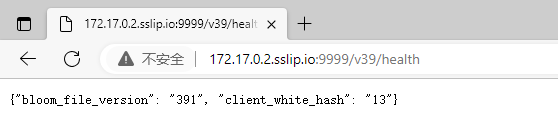 172.17.0.2.sslip.io:9999/v39/healt
不安全 172.17.0.2.sslip.io:9999/v39/health
{"bloom_file_version": "391", "client_white_hash": "13"}